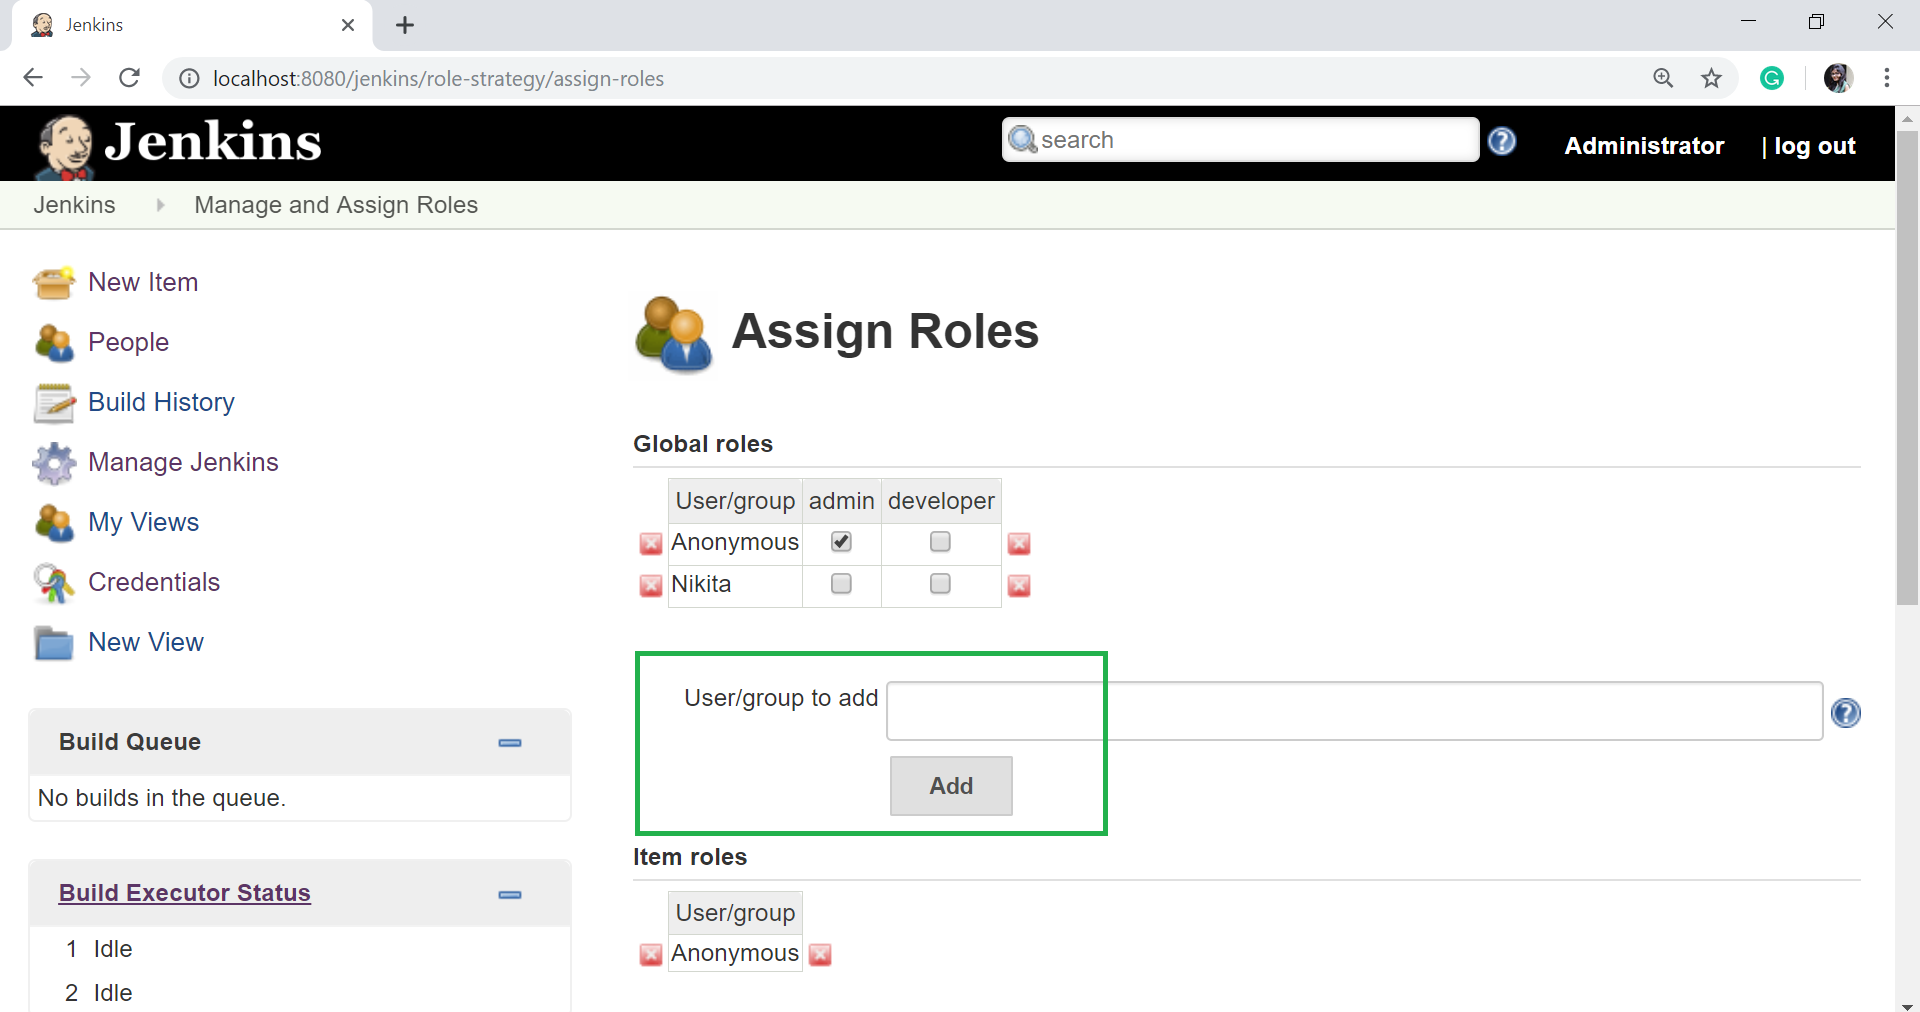 Jenkins
localhost:8080/jenkins/role-strategy/assign-roles
Jenkins
search
Administrator
| log out
Jenkins
Manage and Assign Roles
New Item
People
Build History
Manage Jenkins
My Views
Credentials
New View
Build Queue
No builds in the queue.
Build Executor Status
1 Idle
2 Idle
Assign Roles
Global roles
User/group admin developer
Anonymous
Nikita
User/group to add
Add
Item roles
User/group
Anonymous